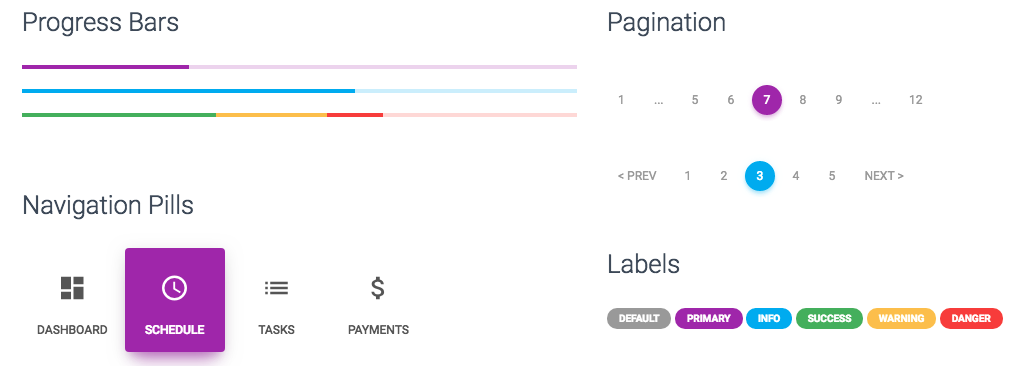 Progress Bars
Navigation Pills
DASHBOARD SCHEDULE TASKS PAYMENTS
Pagination
1 ... 5 6 7 8 9 ... 12
< PREV 1 2 3 4 5 NEXT >
Labels
DEFAULT PRIMARY INFO SUCCESS WARNING DANGER